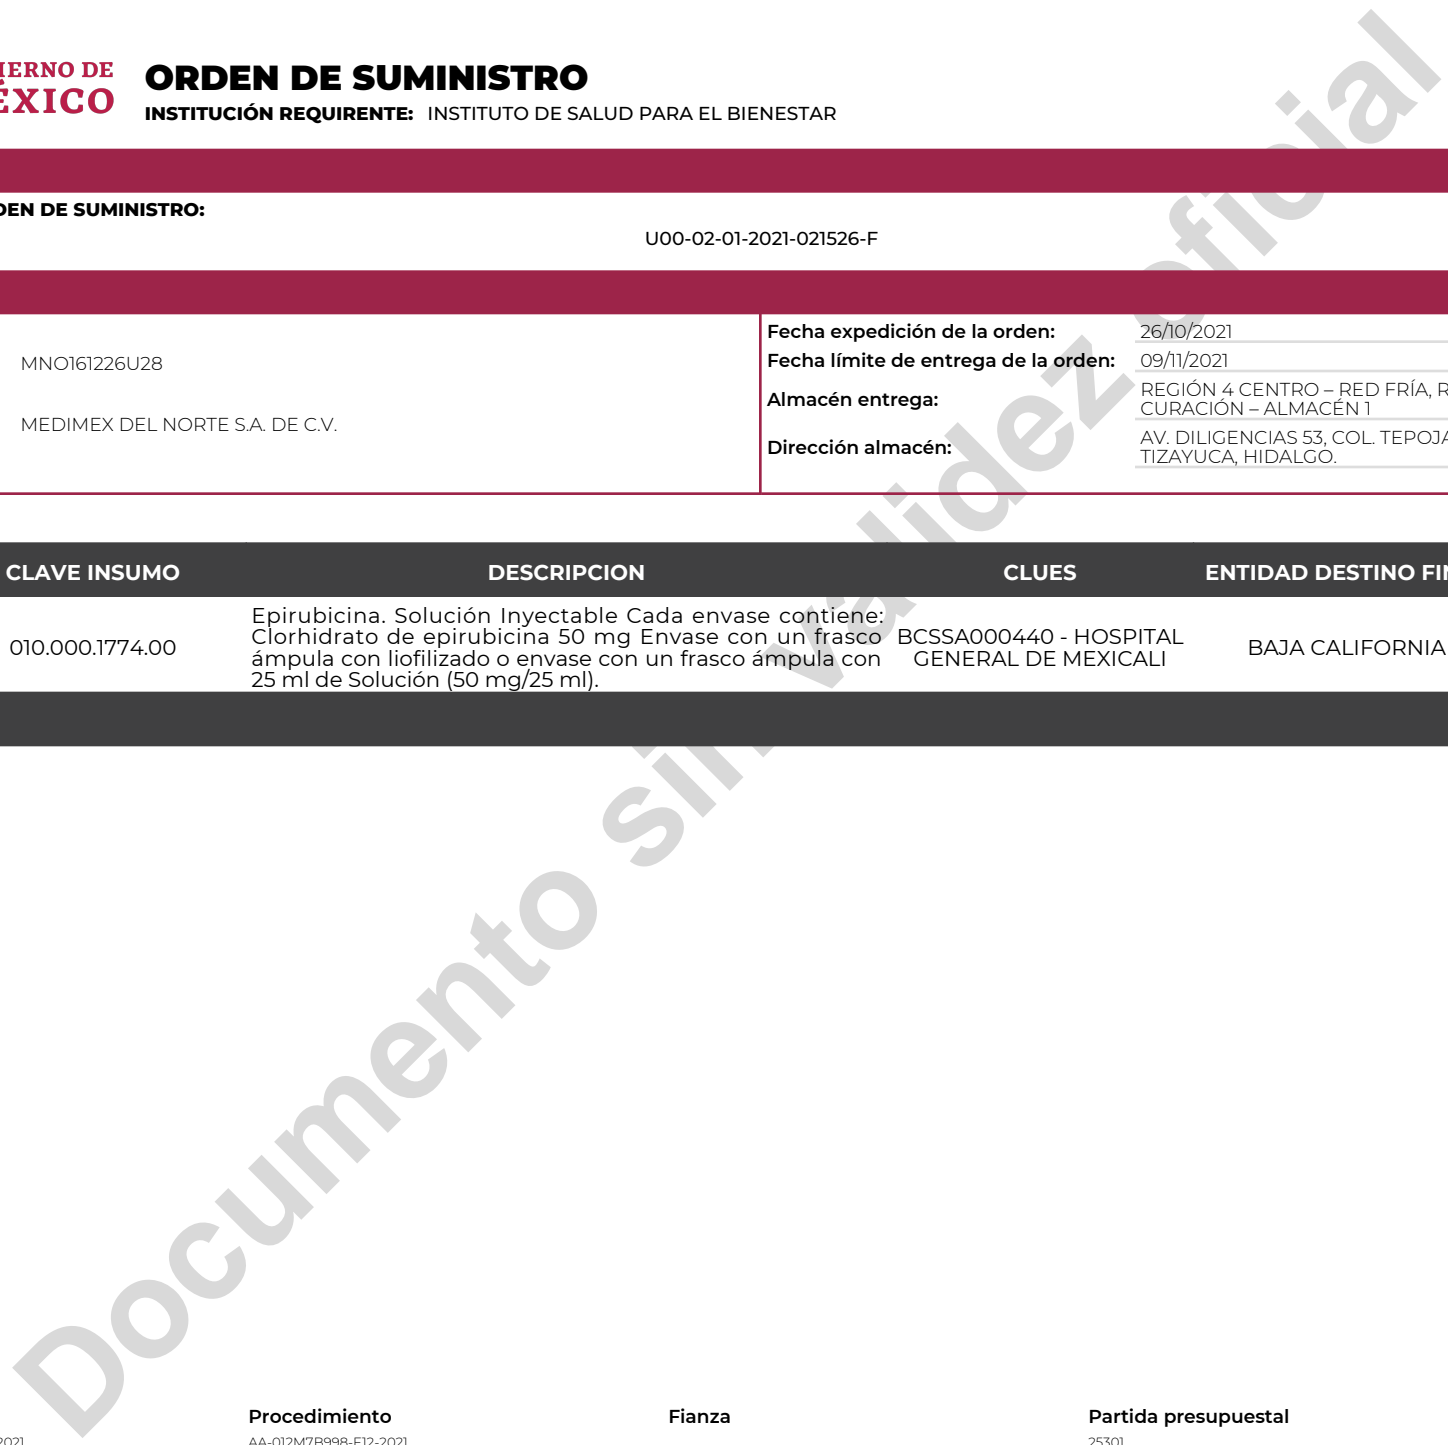 ORDEN DE SUMINISTRO
INSTITUCIÓN REQUIRENTE: INSTITUTO DE SALUD PARA EL BIENESTAR
DE
XICO
DE SUMINISTRO:
U00-02-01-2021-021526-F
MNO161226U28
MEDIMEX DEL NORTE S.A. DE C.V.
Fecha expedición de la orden: 26/10/2021
Fecha límite de entrega de la orden: 09/11/2021
Almacén entrega: REGIÓN 4 CENTRO – RED FRÍA,
CURACIÓN – ALMACÉN 1
Dirección almacén: AV. DILIGENCIAS 53, COL.
TIZAYUCA, HIDALGO.
CLAVE INSUMO DESCRIPCION CLUES ENTIDAD DESTINO
010.000.1774.00
Epirubicina. Solución Inyectable Cada envase contiene:
Clorhidrato de epirubicina 50 mg Envase con un frasco
ámpula con liofilizado o envase con un frasco ámpula con
25 ml de Solución (50 mg/25 ml).
BCSSA000440 - HOSPITAL
GENERAL DE MEXICALI
BAJA CALIFORNIA
Documento sin validez oficial
Procedimiento Fianza Partida presupuestal
AA-012M7B998-E12-2021 25301